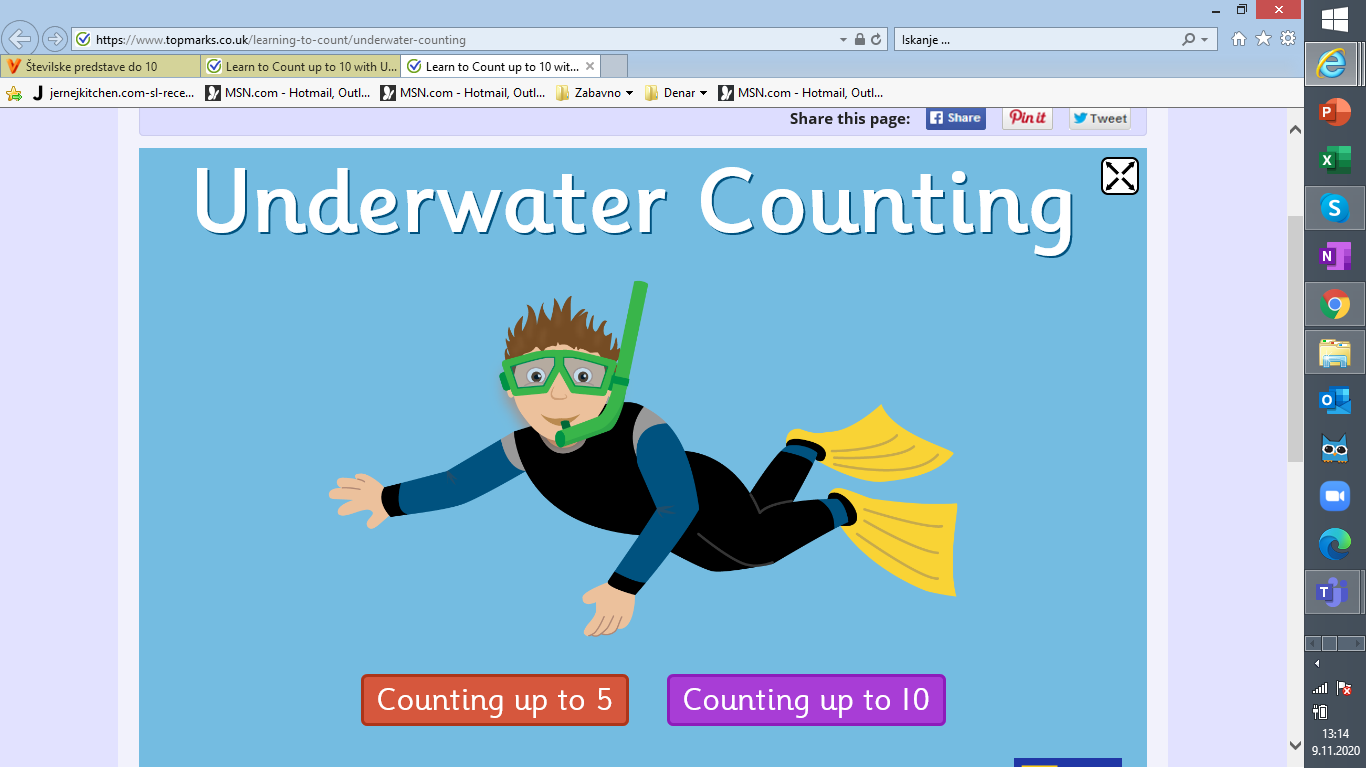 https://www.topmarks.co.uk/learning-to-count/underwater-counting
Iskanje ...
Številske predstave do 10
Learn to Count up to 10 with U...
Learn to Count up to 10 wit...
jernejkitchen.com-sl-rece...
MSN.com - Hotmail, Outl...
MSN.com - Hotmail, Outl...
Zabavno
Denar
MSN.com - Hotmail, Outl...
Share this page:
Share
Pin it
Tweet
Underwater Counting
Counting up to 5
Counting up to 10
13:14
9.11.2020